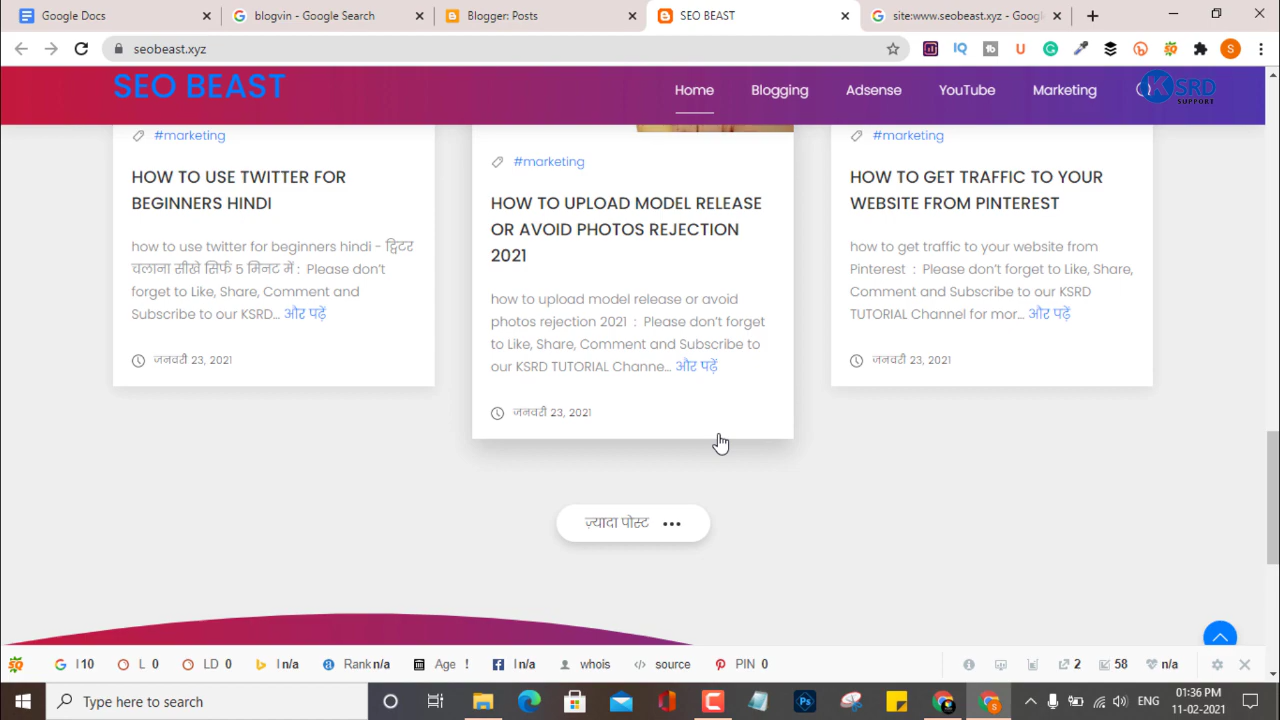 Google Docs
blogvin - Google Search
Blogger: Posts
SEO BEAST
site:www.seobeast.xyz - Goog
seobeast.xyz
SEO BEAST
Home
Blogging
Adsense
YouTube
Marketing
KSRD
SUPPORT
#marketing
HOW TO USE TWITTER FOR
BEGINNERS HINDI
how to use twitter for beginners hindi - ट्विटर
चलाना सीखे सिर्फ 5 मिनट में : Please don't
forget to Like, Share, Comment and
Subscribe to our KSRD... और पढ़ें
जनवरी 23, 2021
#marketing
HOW TO UPLOAD MODEL RELEASE
OR AVOID PHOTOS REJECTION
2021
how to upload model release or avoid
photos rejection 2021 : Please don't forget
to Like, Share, Comment and Subscribe to
our KSRD TUTORIAL Channe... और पढ़ें
जनवरी 23, 2021
#marketing
HOW TO GET TRAFFIC TO YOUR
WEBSITE FROM PINTEREST
how to get traffic to your website from
Pinterest : Please don't forget to Like, Share,
Comment and Subscribe to our KSRD
TUTORIAL Channel for mor... और पढ़ें
जनवरी 23, 2021
ज़्यादा पोस्ट •••
I 10
L 0
LD 0
I n/a
Rank n/a
Age !
I n/a
whois
source
PIN 0
2
58
n/a
Type here to search
ENG
01:36 PM
11-02-2021